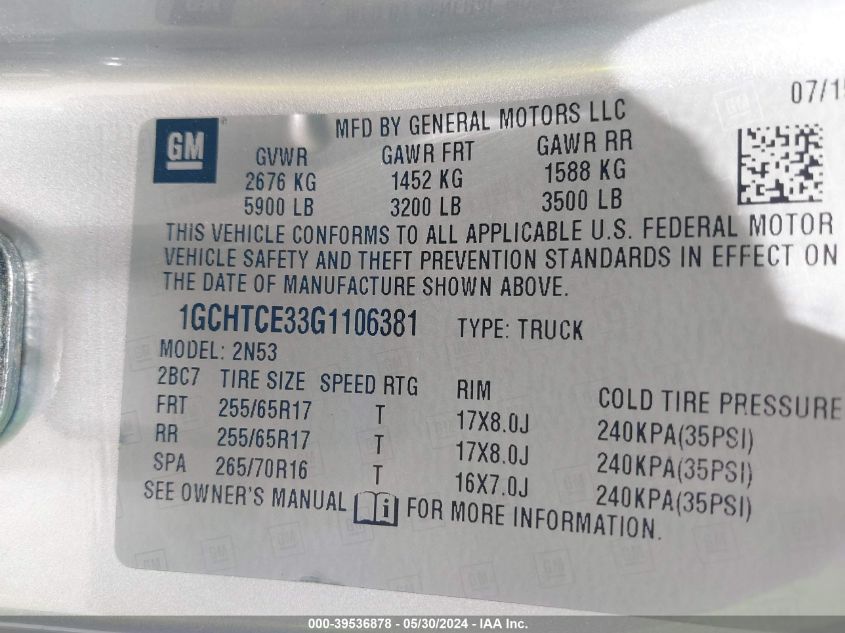 07/15
GM
MFD BY GENERAL MOTORS LLC
GVWR GAWR FRT GAWR RR
2676 KG 1452 KG 1588 KG
5900 LB 3200 LB 3500 LB
THIS VEHICLE CONFORMS TO ALL APPLICABLE U.S. FEDERAL MOTOR
VEHICLE SAFETY AND THEFT PREVENTION STANDARDS IN EFFECT ON
THE DATE OF MANUFACTURE SHOWN ABOVE.
1GCHTCE33G1106381 TYPE: TRUCK
MODEL: 2N53
2BC7 TIRE SIZE SPEED RTG RIM COLD TIRE PRESSURE
FRT 255/65R17 T 17X8.0J 240KPA(35PSI)
RR 255/65R17 T 17X8.0J 240KPA(35PSI)
SPA 265/70R16 T 16X7.0J 240KPA(35PSI)
SEE OWNER'S MANUAL i FOR MORE INFORMATION.
000-39536878 - 05/30/2024 - IAA Inc.